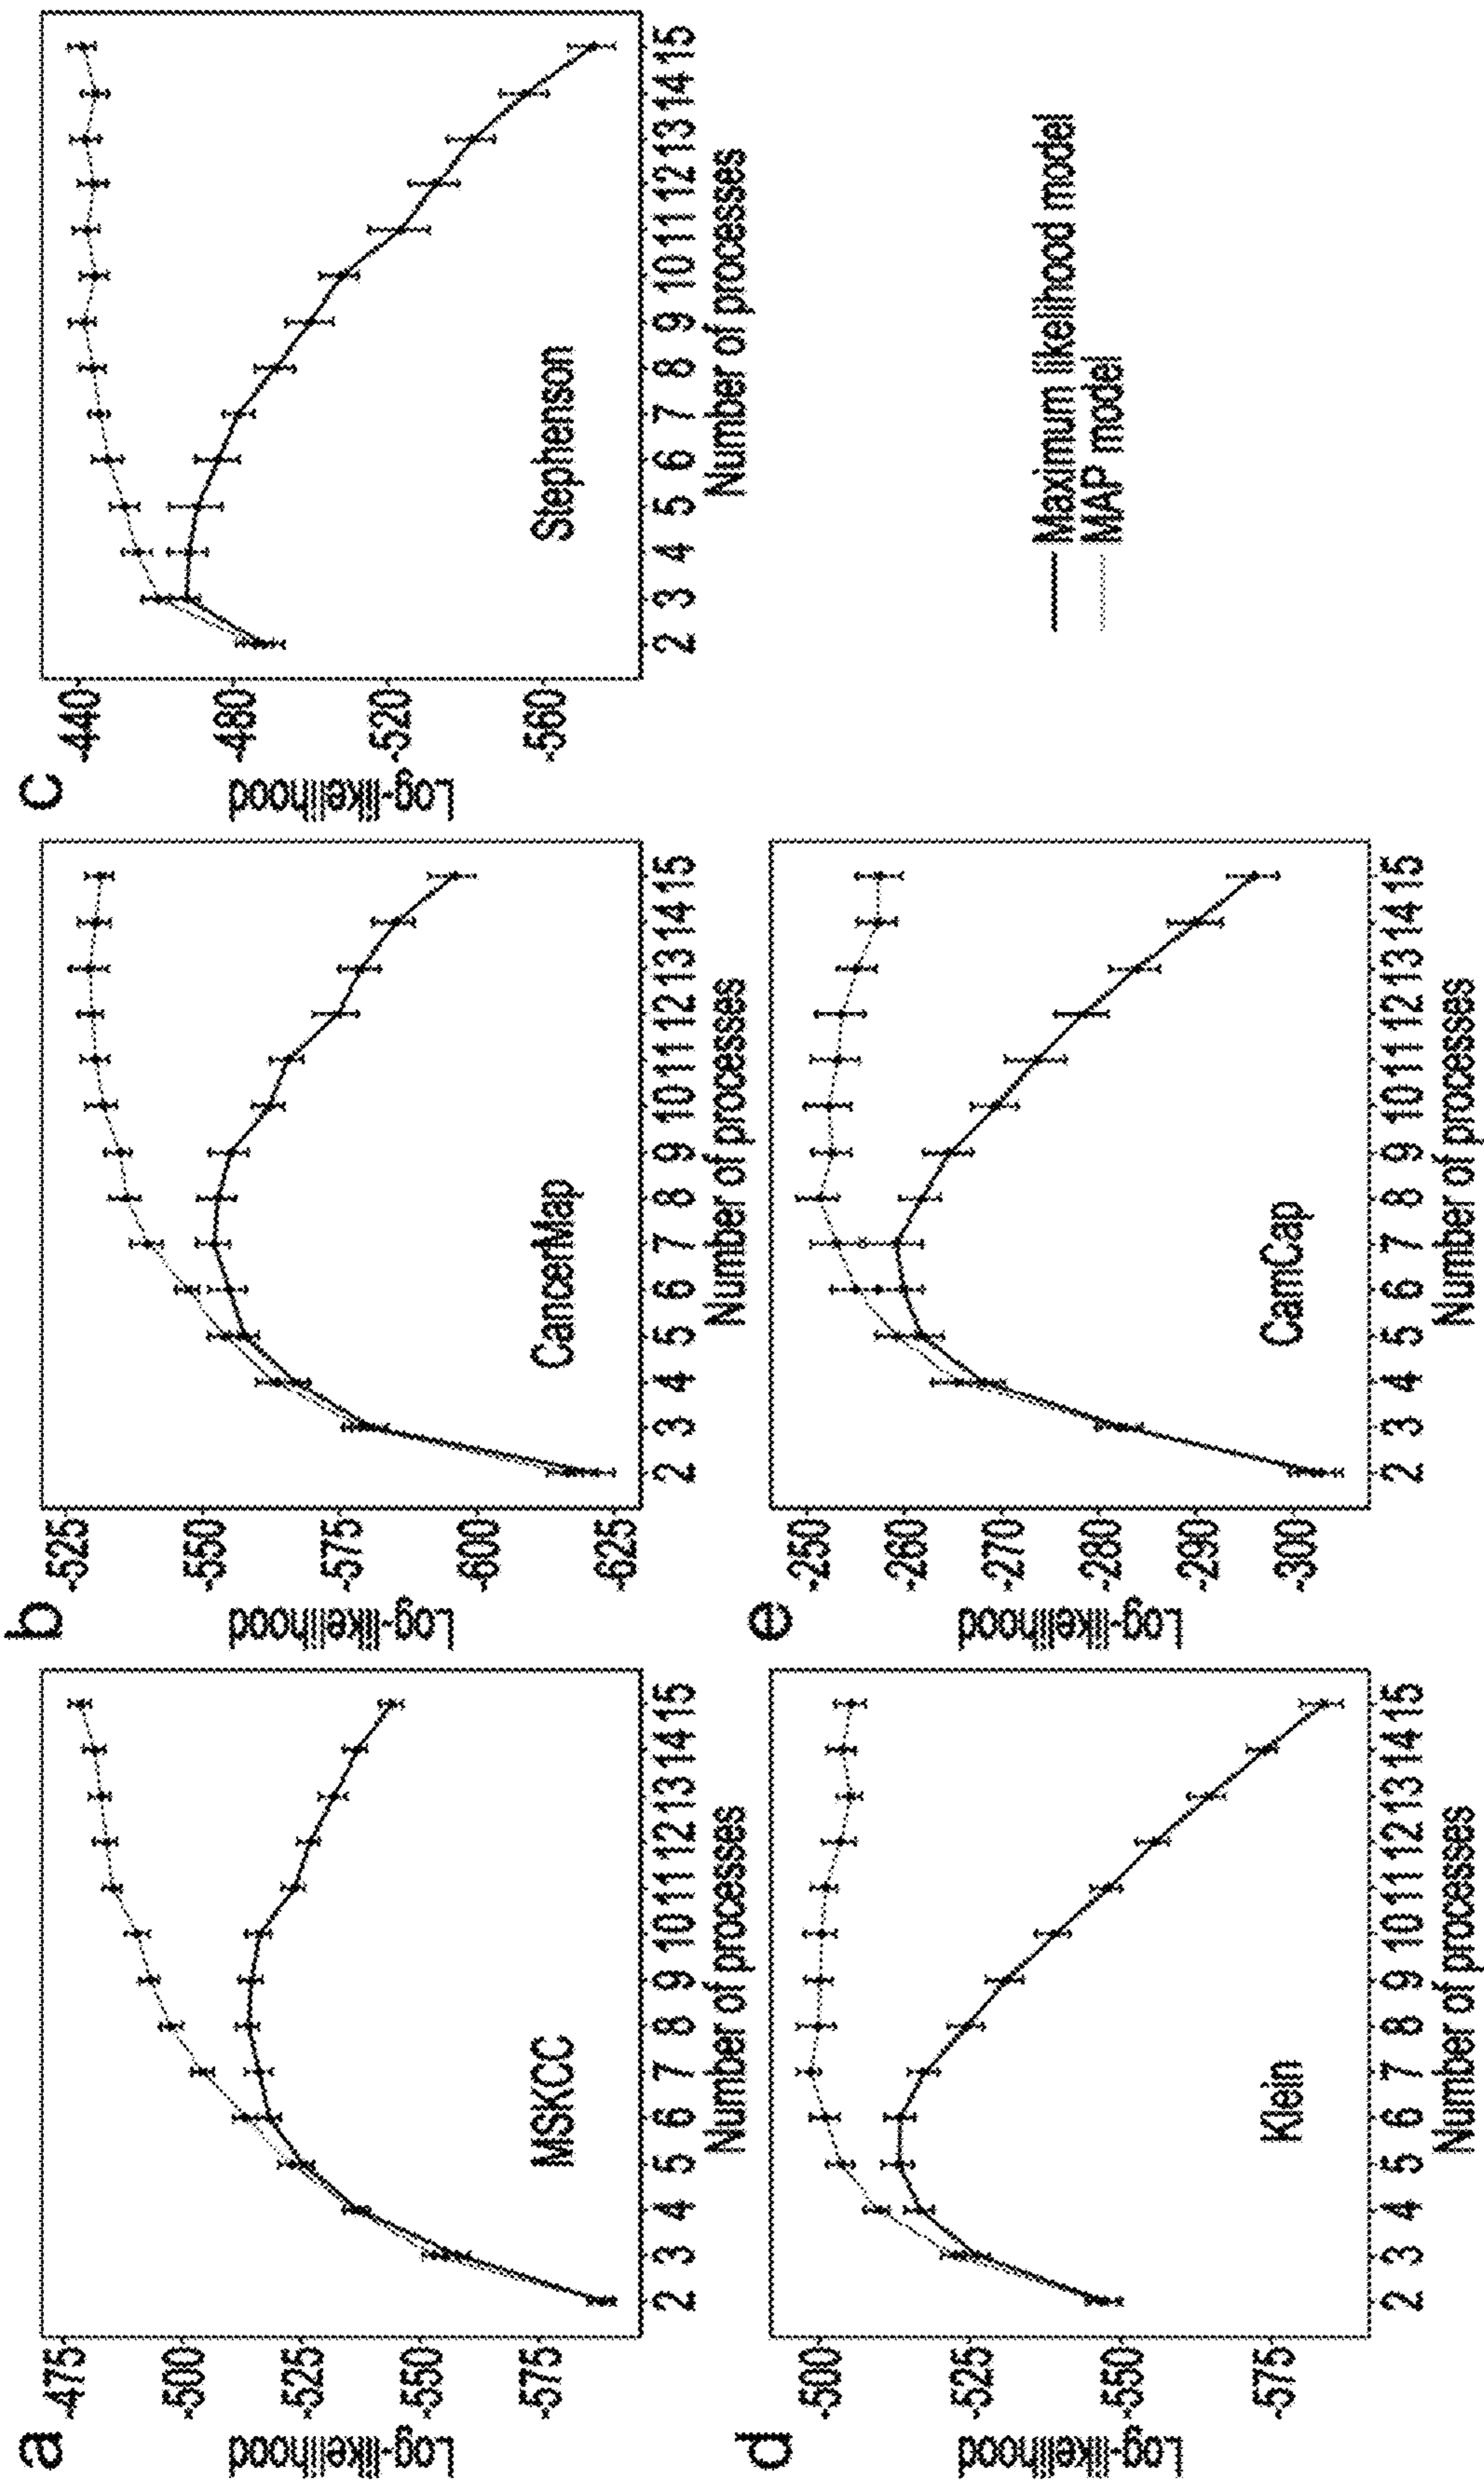 a
Log-likelihood
-475
-500
-525
-550
-575
MSKCC
2 3 4 5 6 7 8 9 10 11 12 13 14 15
Number of processes
b
Log-likelihood
-525
-550
-575
-600
-625
CancerMap
2 3 4 5 6 7 8 9 10 11 12 13 14 15
Number of processes
c
Log-likelihood
-440
-480
-520
-560
Stephenson
2 3 4 5 6 7 8 9 10 11 12 13 14 15
Number of processes
d
Log-likelihood
-500
-525
-550
-575
Klein
2 3 4 5 6 7 8 9 10 11 12 13 14 15
Number of processes
e
Log-likelihood
-250
-260
-270
-280
-290
-300
CamCap
2 3 4 5 6 7 8 9 10 11 12 13 14 15
Number of processes
Maximum likelihood model
MAP model